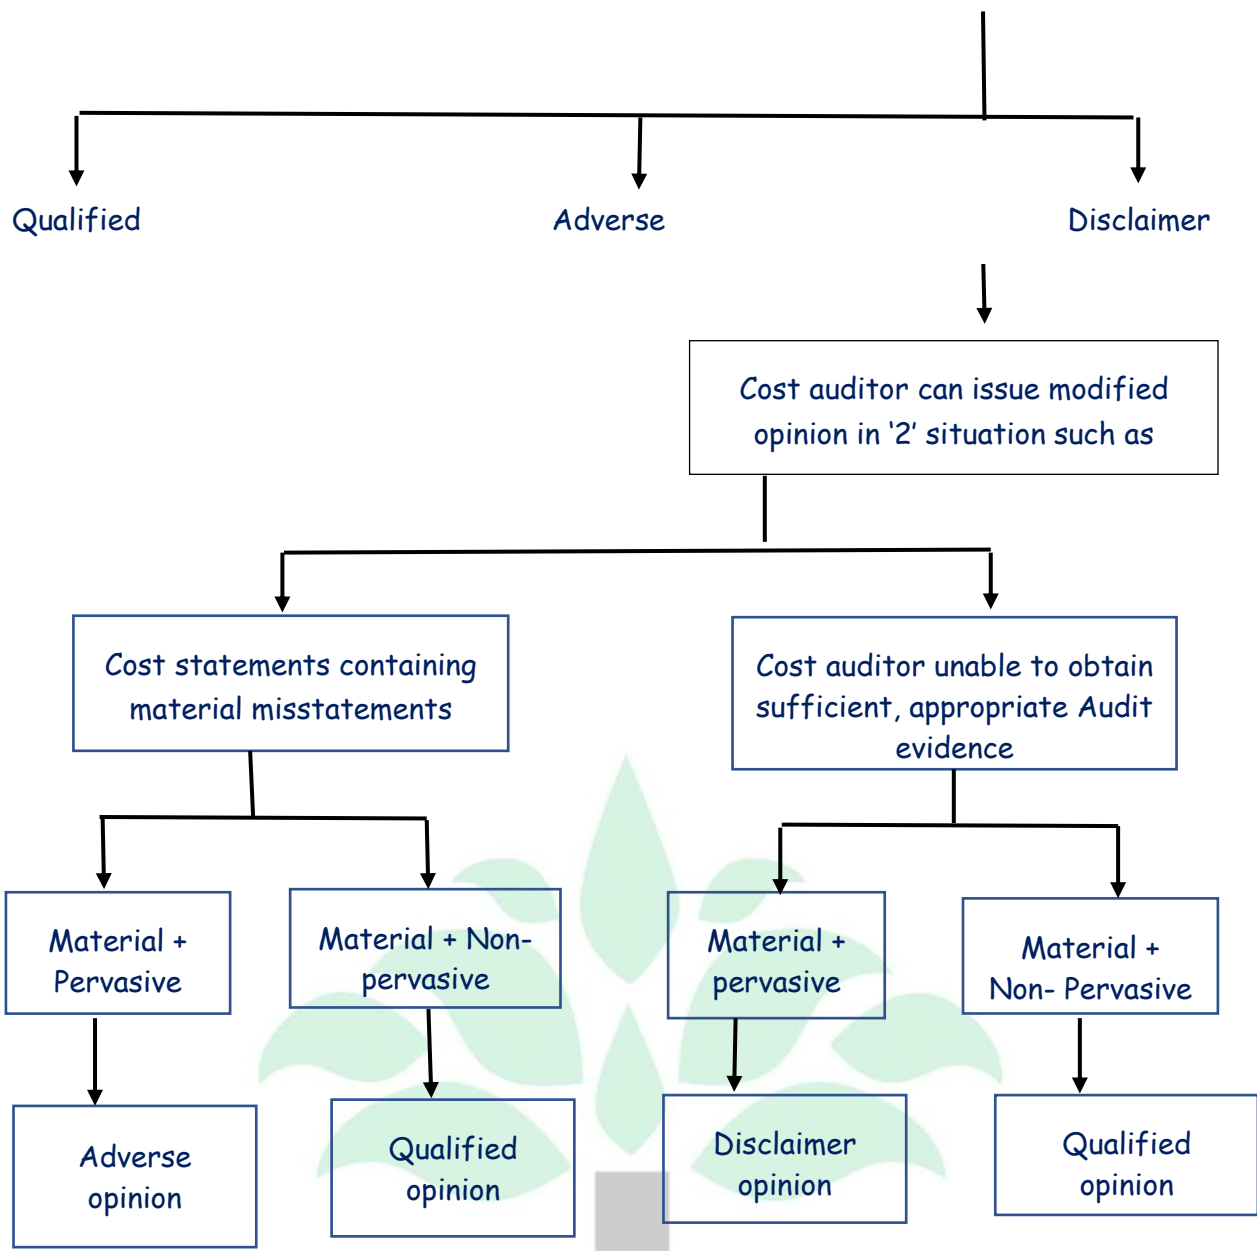 Qualified
Adverse
Disclaimer
Cost auditor can issue modified
opinion in ‘2’ situation such as
Cost statements containing
material misstatements
Cost auditor unable to obtain
sufficient, appropriate Audit
evidence
Material +
Pervasive
Material + Non-
pervasive
Material +
pervasive
Material +
Non- Pervasive
Adverse
opinion
Qualified
opinion
Disclaimer
opinion
Qualified
opinion